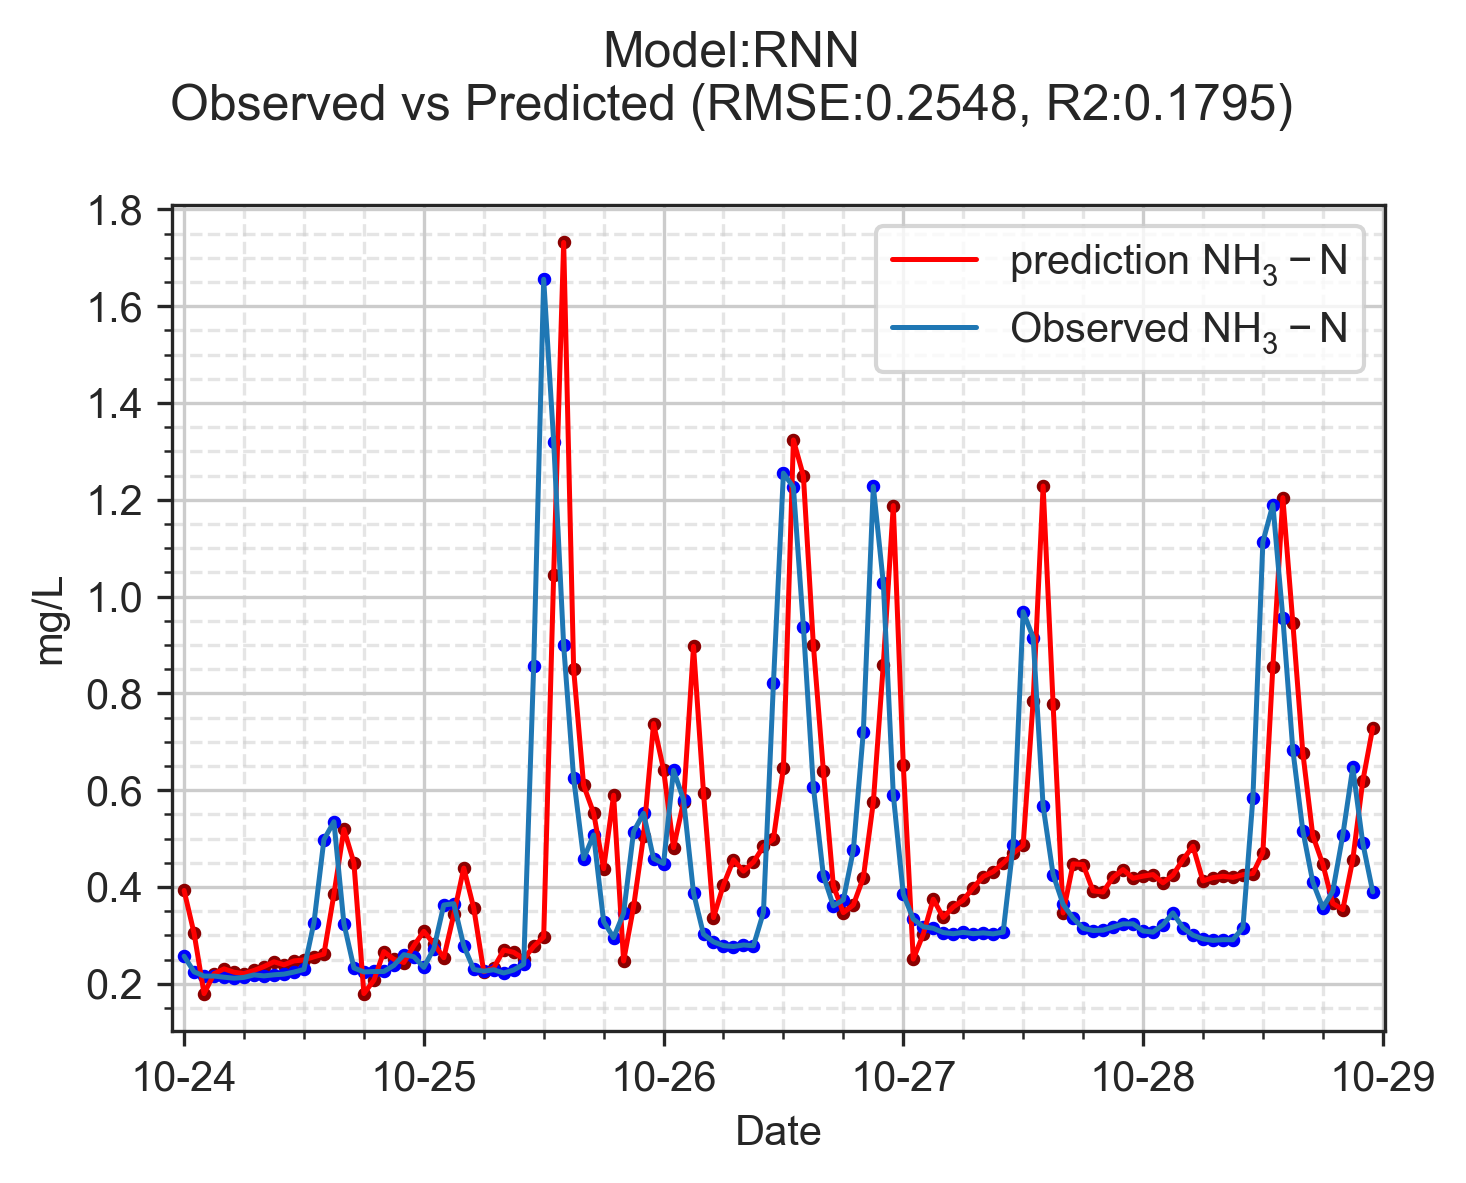 Model:RNN
Observed vs Predicted (RMSE:0.2548, R2:0.1795)
1.8
1.6
1.4
1.2
1.0
0.8
0.6
0.4
0.2
mg/L
prediction NH₃ − N
Observed NH₃ − N
10-24 10-25 10-26 10-27 10-28 10-29
Date